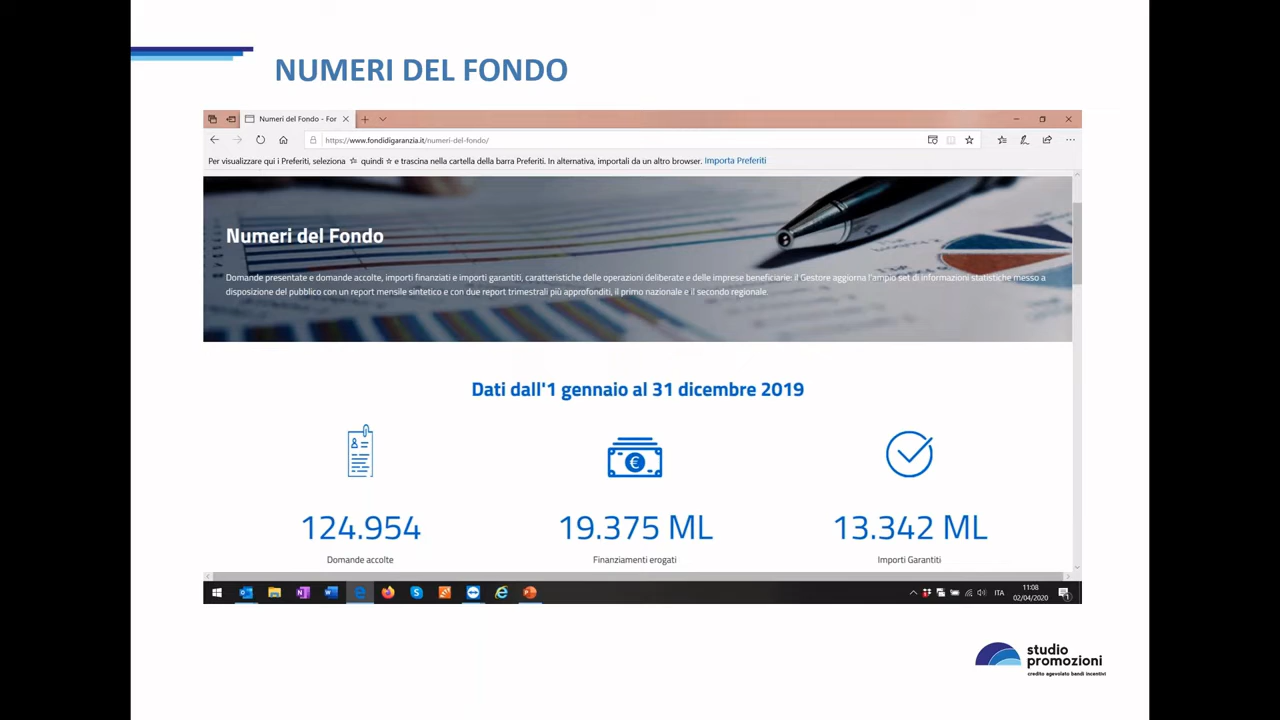 NUMERI DEL FONDO
Numeri del Fondo - For
https://www.fondidigaranzia.it/numeri-del-fondo/
Per visualizzare qui i Preferiti, seleziona quindi e trascina nella cartella della barra Preferiti. In alternativa, importali da un altro browser. Importa Preferiti
Numeri del Fondo
Domande presentate e domande accolte, importi finanziati e importi garantiti, caratteristiche delle operazioni deliberate e delle imprese beneficiarie: il Gestore aggiorna l'ampio set di informazioni statistiche messo a
disposizione del pubblico con un report mensile sintetico e con due report trimestrali più approfonditi, il primo nazionale e il secondo regionale.
Dati dall'1 gennaio al 31 dicembre 2019
124.954 19.375 ML 13.342 ML
Domande accolte Finanziamenti erogati Importi Garantiti
ITA
11:08
02/04/2020
studio
promozioni
credito agevolato bandi incentivi